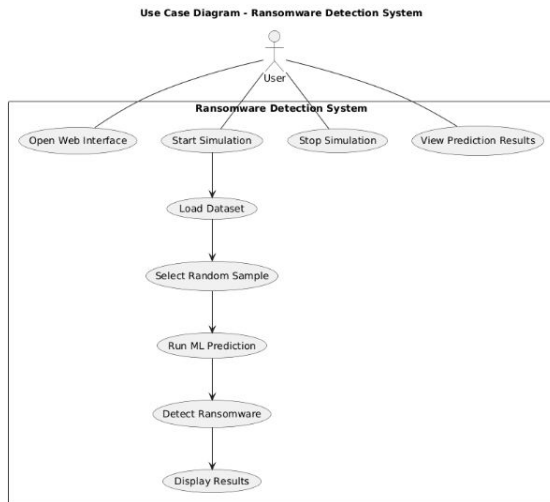 Use Case Diagram - Ransomware Detection System
User
Ransomware Detection System
Open Web Interface
Start Simulation
Stop Simulation
View Prediction Results
Load Dataset
Select Random Sample
Run ML Prediction
Detect Ransomware
Display Results